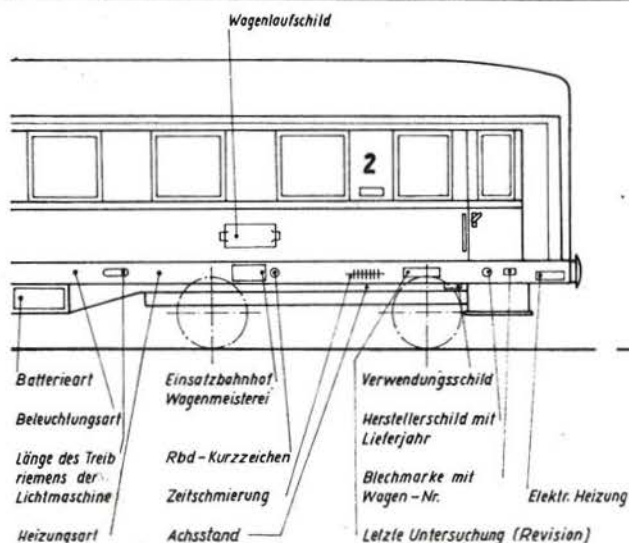 Wagenlaufschild
2
Batterieart
Beleuchtungsart
Länge des Treib
riemens der
Lichtmaschine
Heizungsart
Einsatzbahnhof
Wagenmeisterei
Rbd-Kurzzeichen
Zeitschmierung
Achsstand
Verwendungsschild
Herstellerschild mit
Lieferjahr
Blechmarke mit
Wagen-Nr.
Elektr. Heizung
Letzte Untersuchung (Revision)